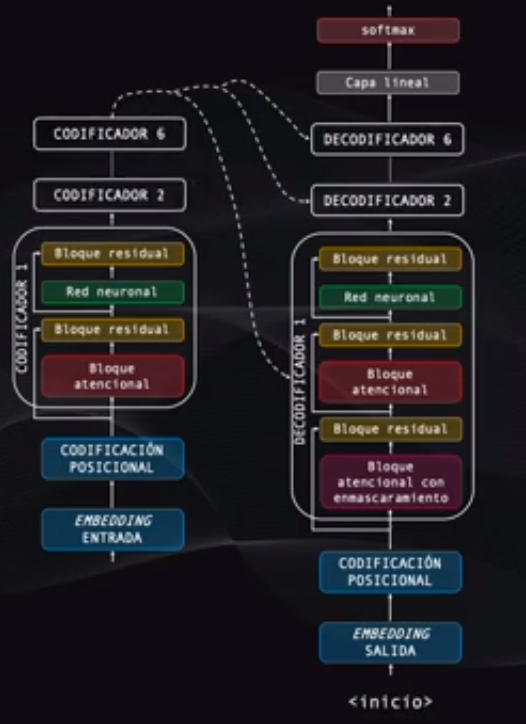 CODIFICADOR 6
CODIFICADOR 2
CODIFICADOR 1
Bloque residual
Red neuronal
Bloque residual
Bloque
atencional
CODIFICACIÓN
POSICIONAL
EMBEDDING
ENTRADA
softmax
Capa lineal
DECODIFICADOR 6
DECODIFICADOR 2
DECODIFICADOR 1
Bloque residual
Red neuronal
Bloque residual
Bloque
atencional
Bloque residual
Bloque
atencional con
enmascaramiento
CODIFICACIÓN
POSICIONAL
EMBEDDING
SALIDA
<inicio>